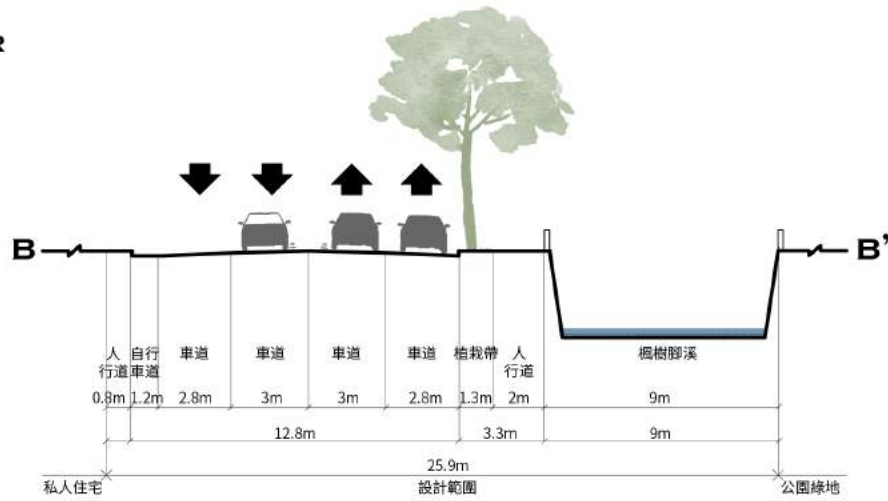 R
B
B'
人
行道
自行
車道
車道
車道
車道
車道
植栽帶
人
行道
楓樹腳溪
0.8m
1.2m
2.8m
3m
3m
2.8m
1.3m
2m
9m
12.8m
3.3m
9m
25.9m
私人住宅
設計範圍
公園綠地